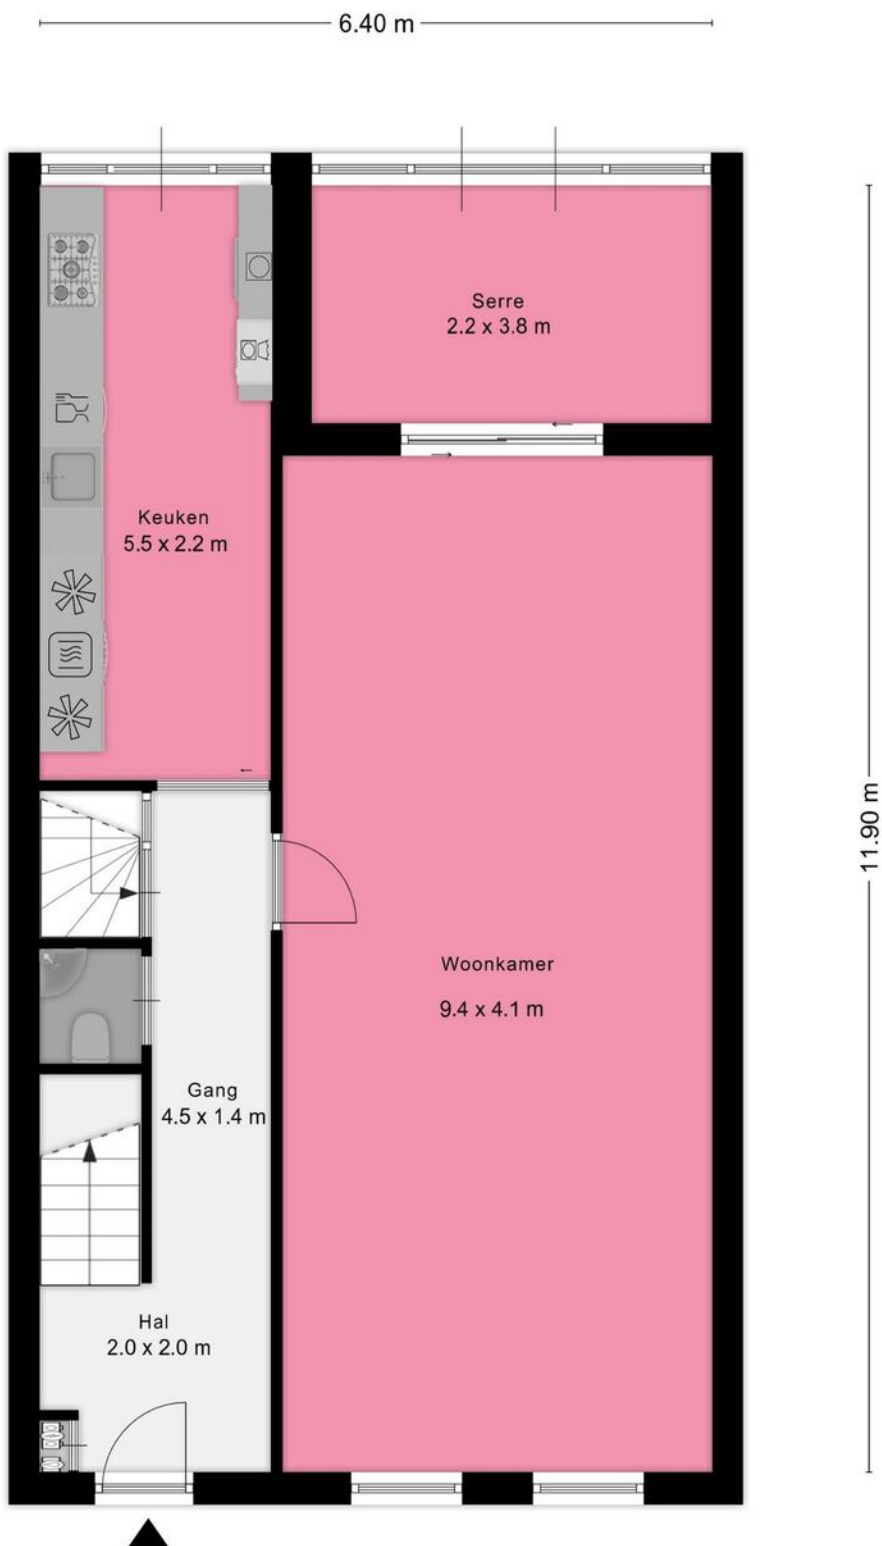 6.40 m
Serre
2.2 x 3.8 m
Keuken
5.5 x 2.2 m
11.90 m
Woonkamer
9.4 x 4.1 m
Gang
4.5 x 1.4 m
Hal
2.0 x 2.0 m